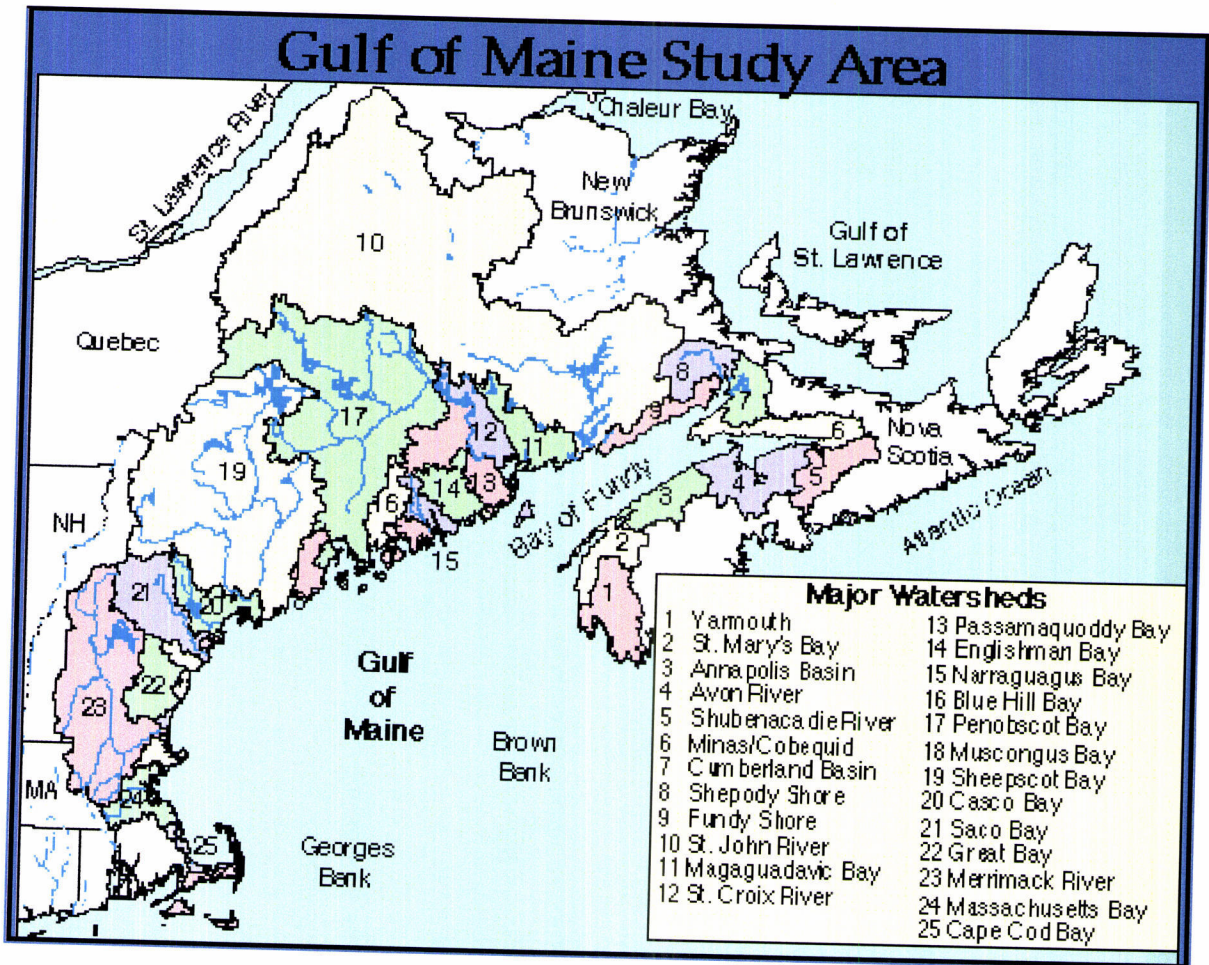 Gulf of Maine Study Area
St. Lawrence River
Chaleur Bay
New
Brunswick
10
Gulf of
St. Lawrence
Quebec
8
7
9
17
12
11
6
Nova
Scotia
19
16
14
13
5
4
3
Bay of Fundy
Atlantic Ocean
NH
15
2
1
21
20
22
23
Gulf
of
Maine
Brown
Bank
MA
24
25
Georges
Bank
Major Watersheds
1 Yarmouth
2 St. Mary's Bay
3 Annapolis Basin
4 Avon River
5 Shubenacadie River
6 Minas/Cobequid
7 Cumberland Basin
8 Shepody Shore
9 Fundy Shore
10 St. John River
11 Magaguadavic Bay
12 St. Croix River
13 Passamaquoddy Bay
14 Englishman Bay
15 Narraguagus Bay
16 Blue Hill Bay
17 Penobscot Bay
18 Muscongus Bay
19 Sheepscot Bay
20 Casco Bay
21 Saco Bay
22 Great Bay
23 Merrimack River
24 Massachusetts Bay
25 Cape Cod Bay